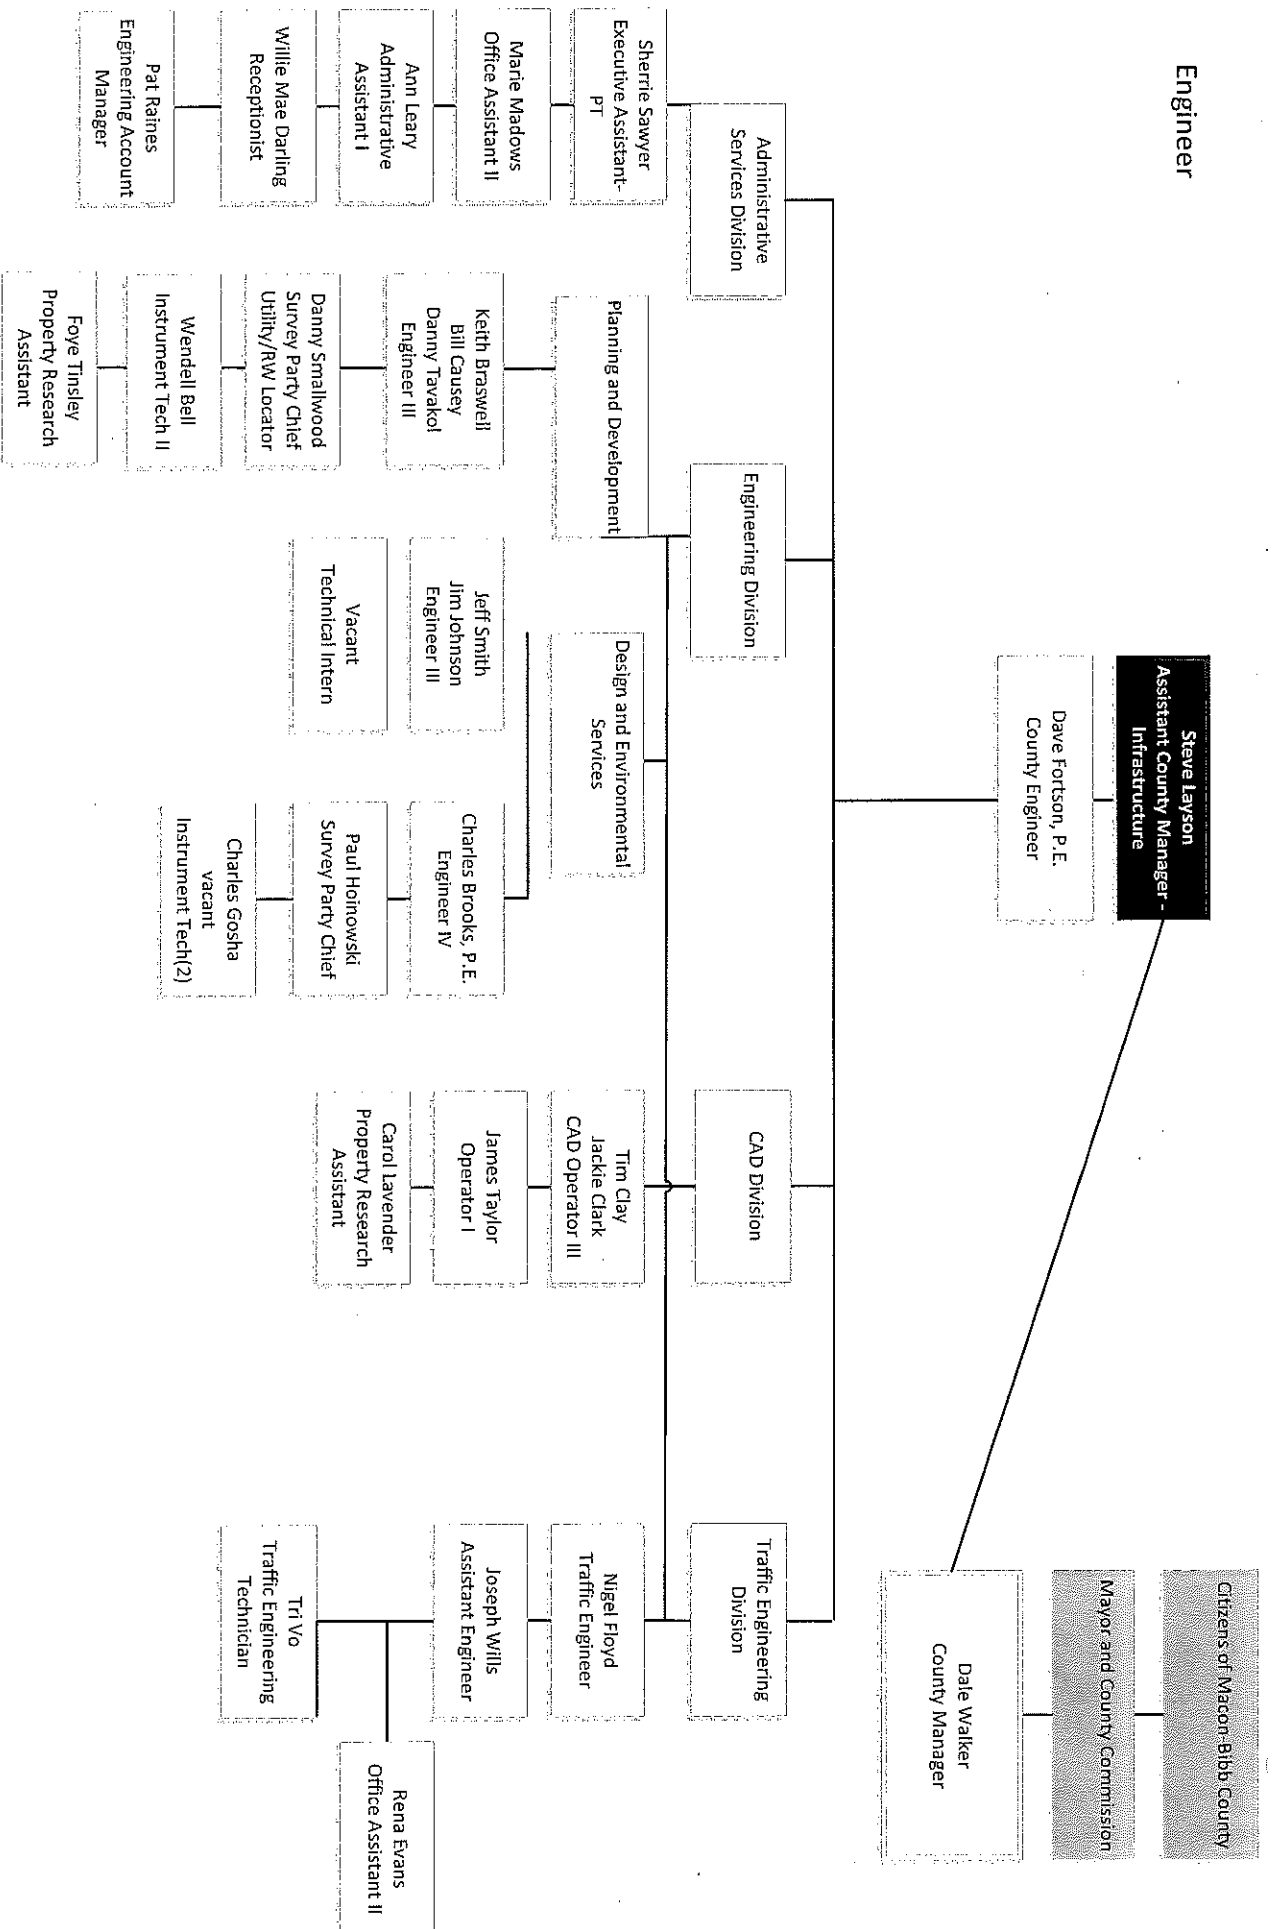 Engineer
Citizens of Macon-Bibb County
Mayor and County Commission
Dale Walker
County Manager
Steve Layson
Assistant County Manager -
Infrastructure
Dave Fortson, P.E.
County Engineer
Administrative
Services Division
Sherrie Sawyer
Executive Assistant-
PT
Marie Madows
Office Assistant II
Ann Leary
Administrative
Assistant I
Willie Mae Darling
Receptionist
Pat Raines
Engineering Account
Manager
Engineering Division
Planning and Development
Keith Braswell
Bill Causey
Danny Tavakol
Engineer III
Danny Smallwood
Survey Party Chief
Utility/RW Locator
Wendell Bell
Instrument Tech II
Foye Tinsley
Property Research
Assistant
Design and Environmental
Services
Jeff Smith
Jim Johnson
Engineer III
Vacant
Technical Intern
Charles Brooks, P.E.
Engineer IV
Paul Hoinowski
Survey Party Chief
Charles Gosha
vacant
Instrument Tech(2)
CAD Division
Tim Clay
Jackie Clark
CAD Operator III
James Taylor
Operator I
Carol Lavender
Property Research
Assistant
Traffic Engineering
Division
Nigel Floyd
Traffic Engineer
Joseph Wills
Assistant Engineer
Tri Vo
Traffic Engineering
Technician
Rena Evans
Office Assistant II